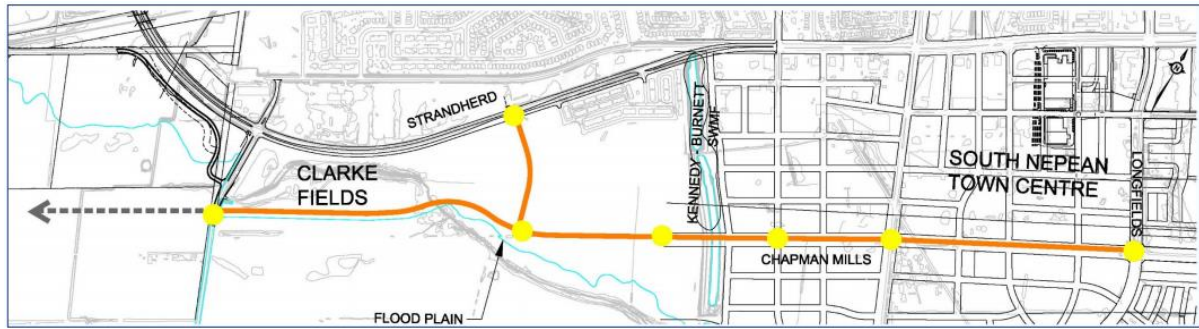 STRANDHERD
CLARKE
FIELDS
FLOOD PLAIN
KENNEDY - BURNETT
SWMF
CHAPMAN MILLS
SOUTH NEPEAN
TOWN CENTRE
LONGFIELDS